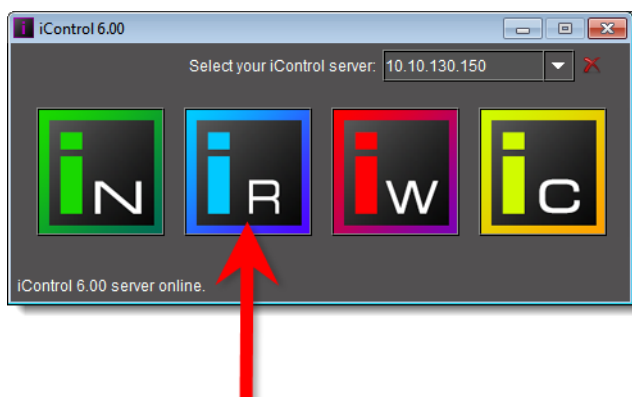 iControl 6.00
Select your iControl server: 10.10.130.150
iN iR iW iC
iControl 6.00 server online.